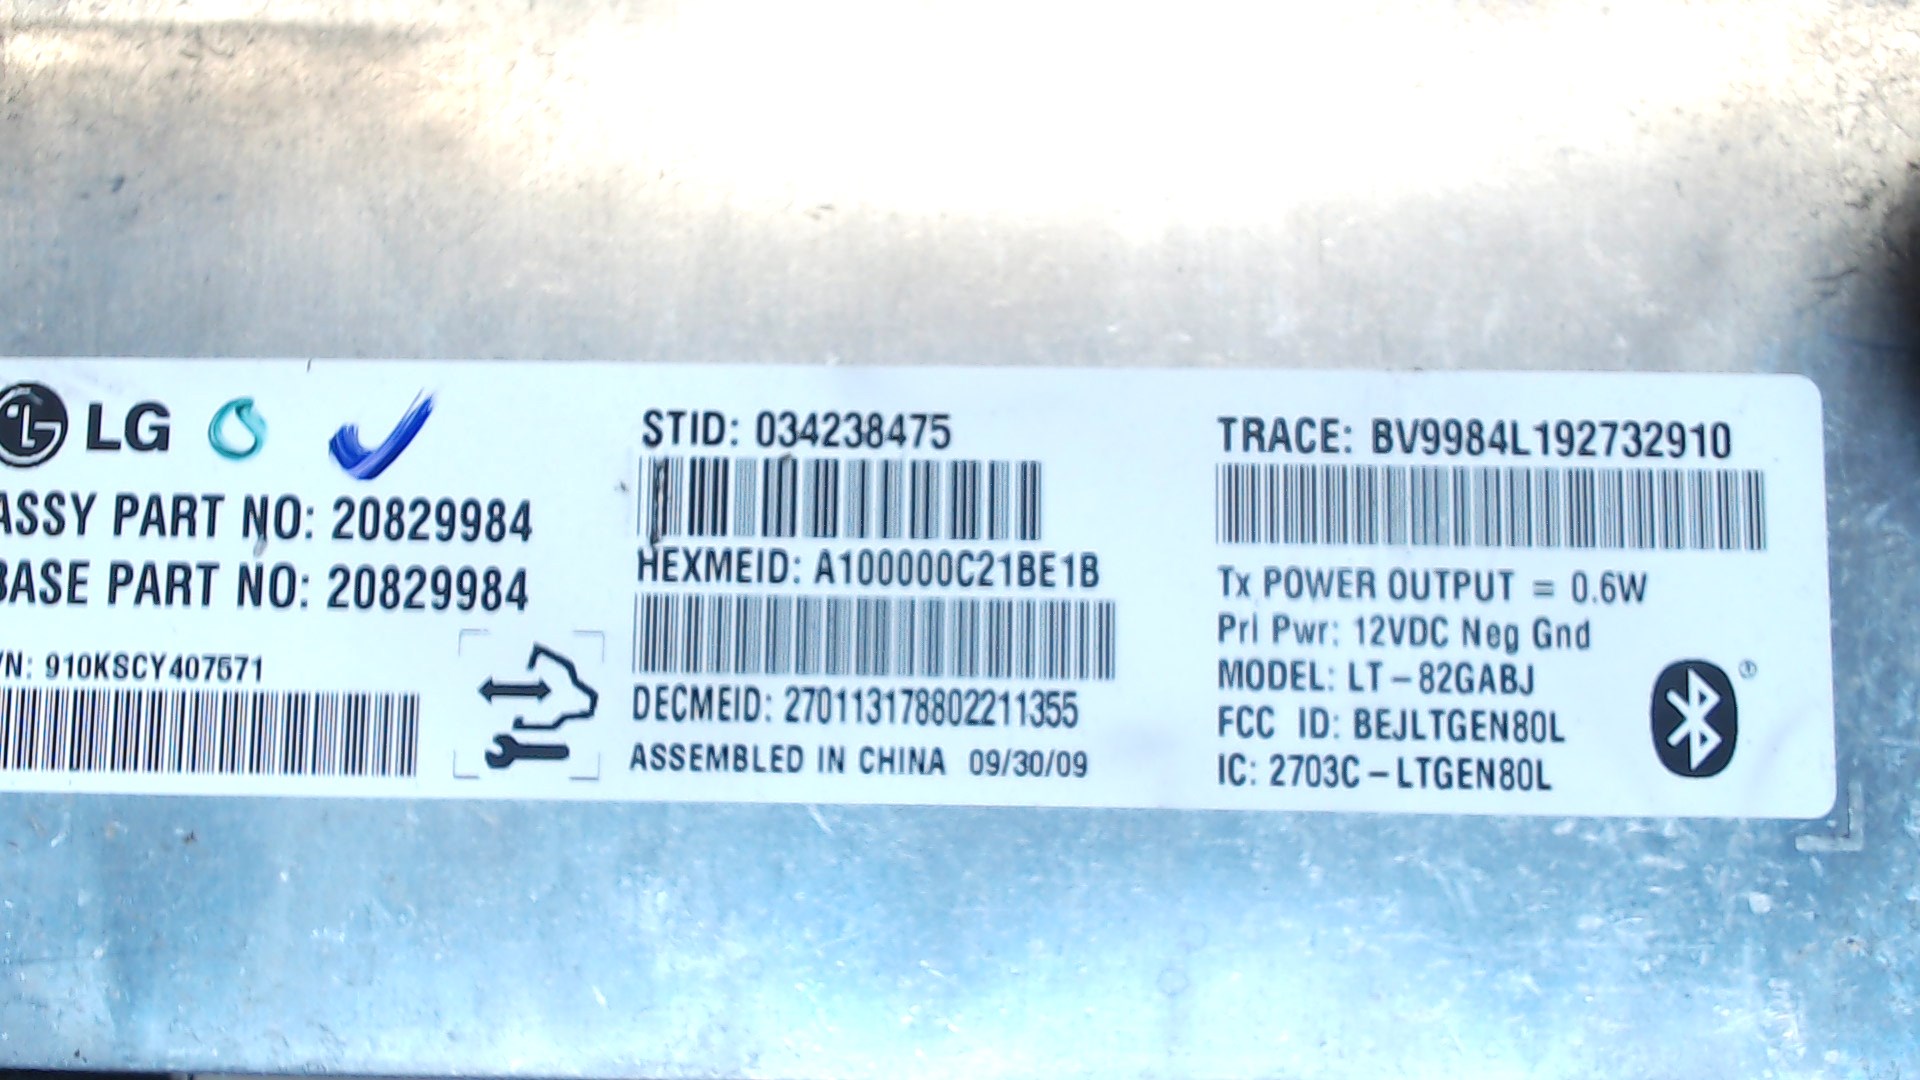 LG
ASSY PART NO: 20829984
BASE PART NO: 20829984
/N: 910KSCY407571
STID: 034238475
HEXMEID: A100000C21BE1B
DECMEID: 270113178802211355
ASSEMBLED IN CHINA 09/30/09
TRACE: BV9984L192732910
Tx POWER OUTPUT = 0.6W
Pri Pwr: 12VDC Neg Gnd
MODEL: LT-82GABJ
FCC ID: BEJLTGEN80L
IC: 2703C-LTGEN80L